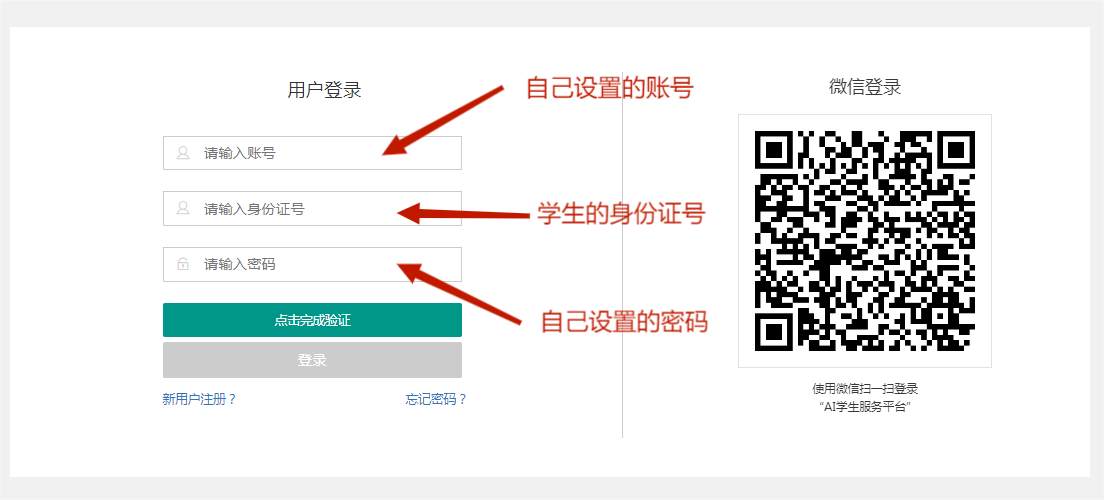 用户登录
自己设置的账号
请输入账号
请输入身份证号
学生的身份证号
请输入密码
自己设置的密码
点击完成验证
登录
新用户注册？
忘记密码？
微信登录
使用微信扫一扫登录
“AI学生服务平台”